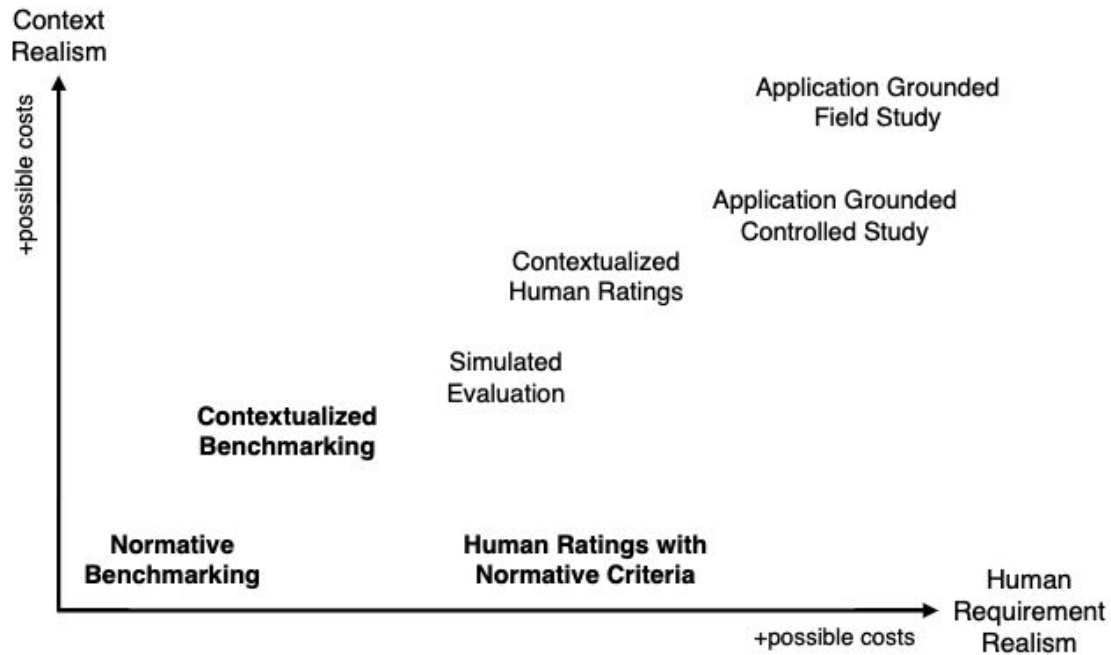 Context
Realism
+possible costs
Application Grounded
Field Study
Application Grounded
Controlled Study
Contextualized
Human Ratings
Simulated
Evaluation
Contextualized
Benchmarking
Normative
Benchmarking
Human Ratings with
Normative Criteria
Human
Requirement
Realism
+possible costs